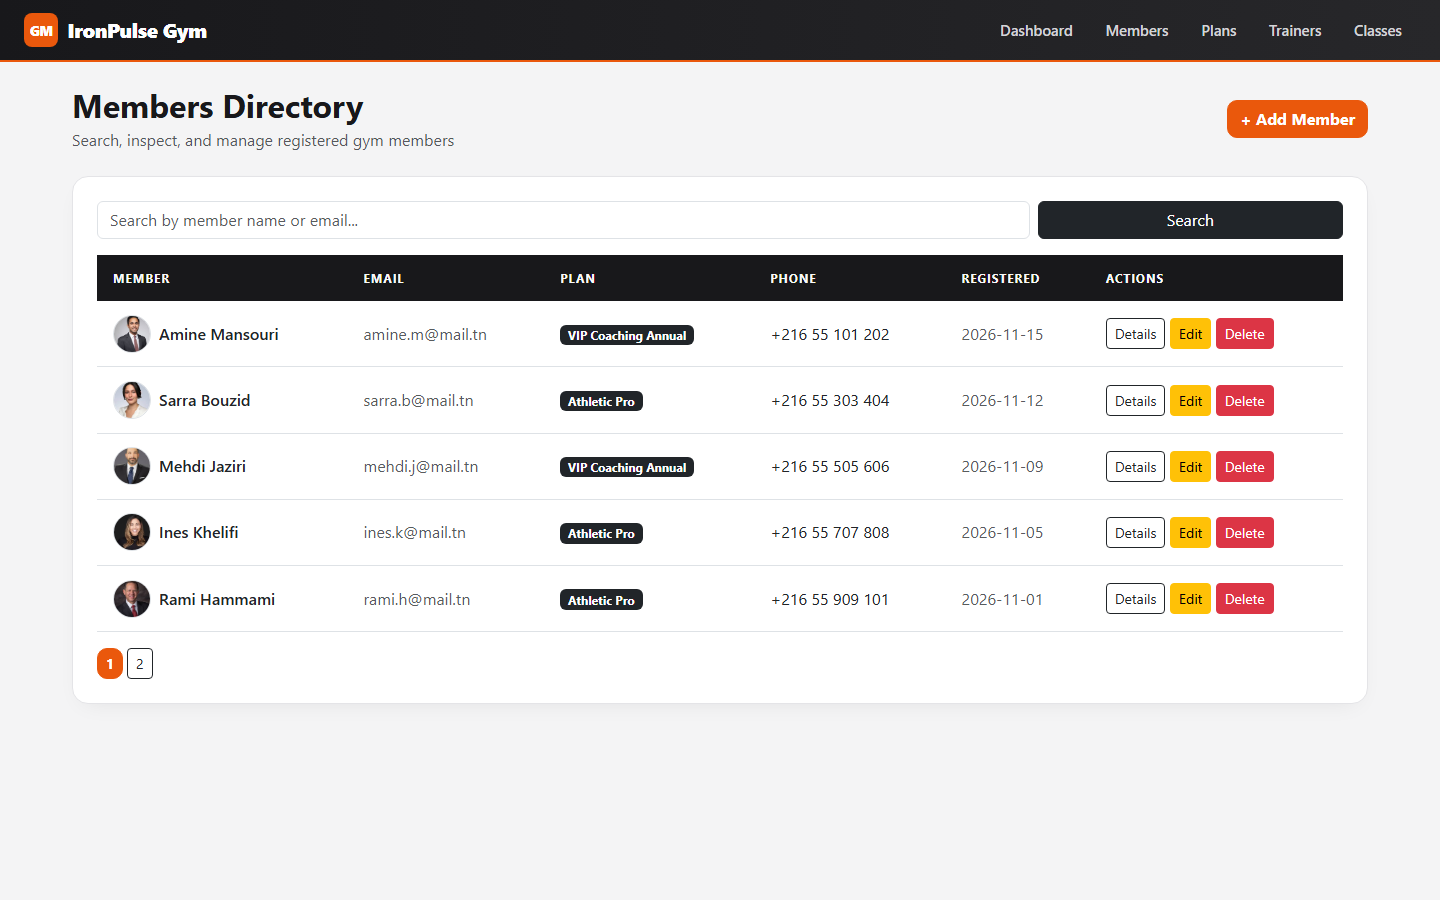 GM IronPulse Gym Dashboard Members Plans Trainers Classes
Members Directory
Search, inspect, and manage registered gym members
+ Add Member
Search by member name or email... Search
MEMBER EMAIL PLAN PHONE REGISTERED ACTIONS
Amine Mansouri amine.m@mail.tn VIP Coaching Annual +216 55 101 202 2026-11-15 Details Edit Delete
Sarra Bouzid sarra.b@mail.tn Athletic Pro +216 55 303 404 2026-11-12 Details Edit Delete
Mehdi Jaziri mehdi.j@mail.tn VIP Coaching Annual +216 55 505 606 2026-11-09 Details Edit Delete
Ines Khelifi ines.k@mail.tn Athletic Pro +216 55 707 808 2026-11-05 Details Edit Delete
Rami Hammami rami.h@mail.tn Athletic Pro +216 55 909 101 2026-11-01 Details Edit Delete
1 2